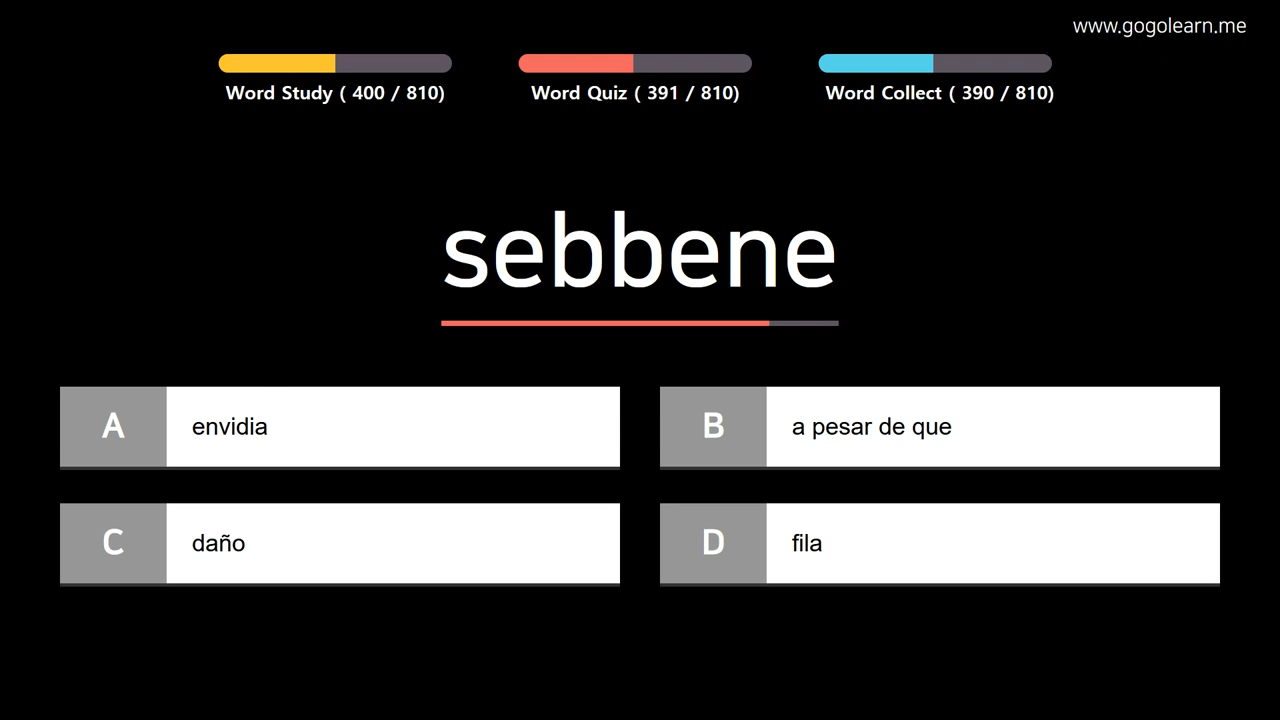 www.gogolearn.me
Word Study ( 400 / 810)
Word Quiz ( 391 / 810)
Word Collect ( 390 / 810)
sebbene
A envidia
B a pesar de que
C daño
D fila